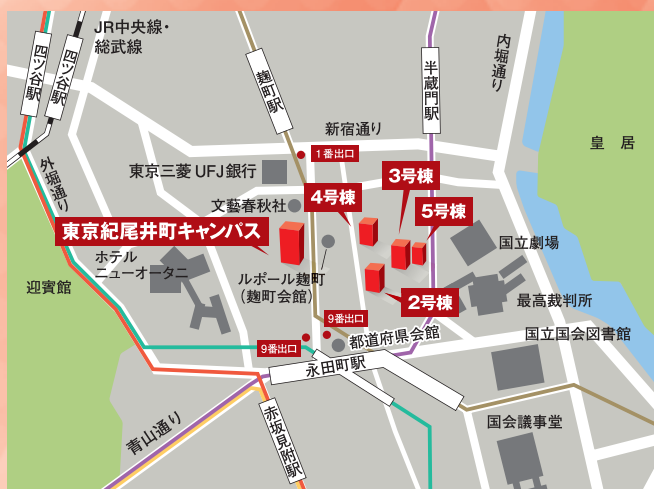 JR中央線・
総武線
四ツ谷駅
四ツ谷駅
麹町駅
半蔵門駅
内堀通り
新宿通り
皇 居
1番出口
外堀通り
東京三菱UFJ銀行
3号棟
4号棟
5号棟
文藝春秋社
東京紀尾井町キャンパス
国立劇場
ホテル
ニューオータニ
ルポール麹町
（麹町会館）
迎賓館
2号棟
最高裁判所
9番出口
国立国会図書館
9番出口
都道府県会館
永田町駅
青山通り
赤坂見附駅
国会議事堂